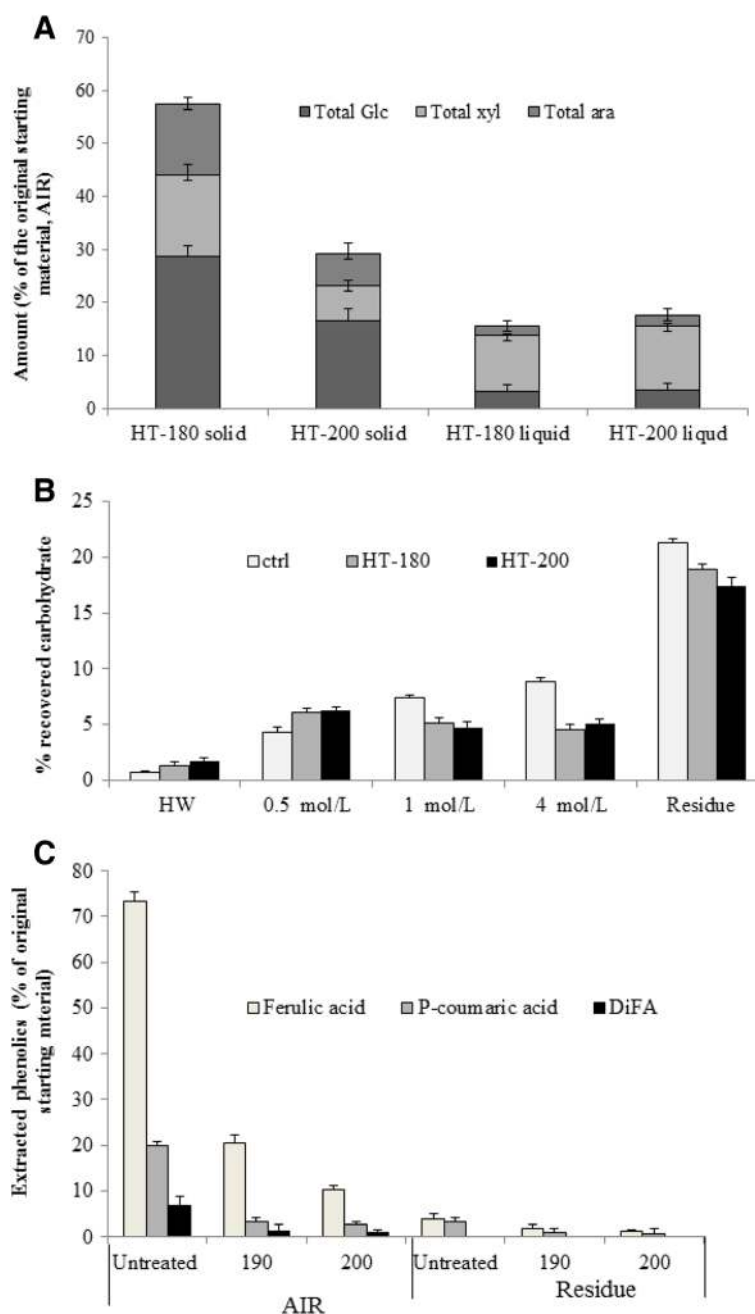 A
Amount (% of the original starting
material, AIR)
70
60
50
40
30
20
10
0
Total Glc
Total xyl
Total ara
HT-180 solid
HT-200 solid
HT-180 liquid
HT-200 liqud
B
% recovered carbohydrate
25
20
15
10
5
0
ctrl
HT-180
HT-200
HW
0.5 mol/L
1 mol/L
4 mol/L
Residue
C
Extracted phenolics (% of original
starting mterial)
80
70
60
50
40
30
20
10
0
Ferulic acid
P-coumaric acid
DiFA
Untreated
190
200
Untreated
190
200
AIR
Residue